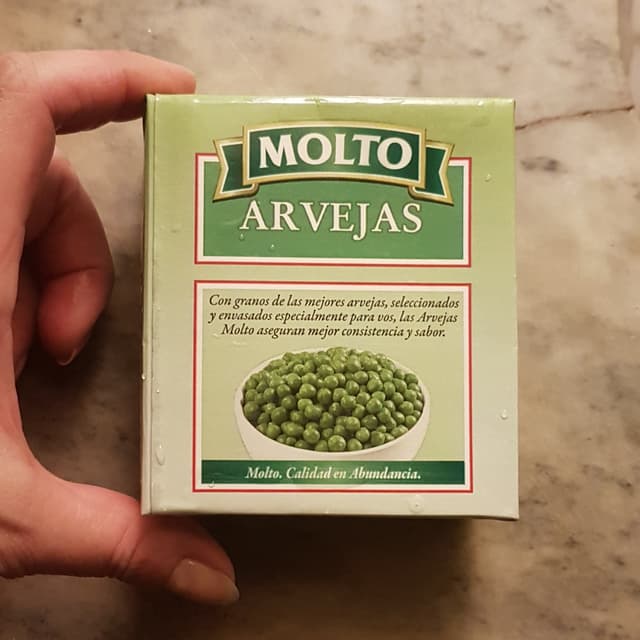 MOLTO
ARVEJAS
Con granos de las mejores arvejas, seleccionados
y envasados especialmente para vos, las Arvejas
Molto aseguran mejor consistencia y sabor.
Molto. Calidad en Abundancia.